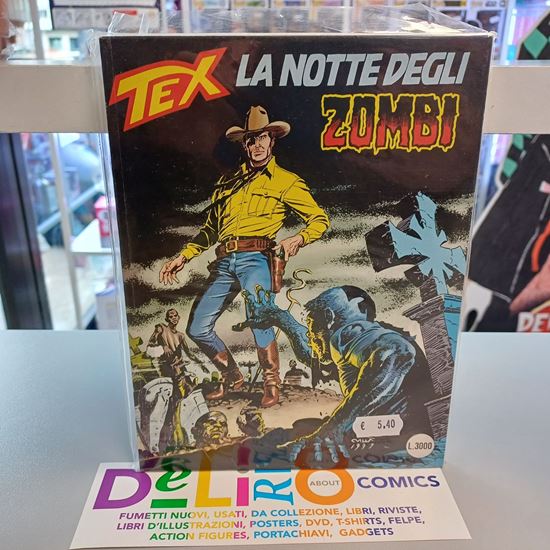 TEX
LA NOTTE DEGLI
ZOMBI
€ 5.40
L.3000
DeLiRiO
ABOUT
COMICS
FUMETTI NUOVI, USATI, DA COLLEZIONE, LIBRI, RIVISTE,
LIBRI D'ILLUSTRAZIONI, POSTERS, DVD, T-SHIRTS, FELPE,
ACTION FIGURES, PORTACHIAVI, GADGETS